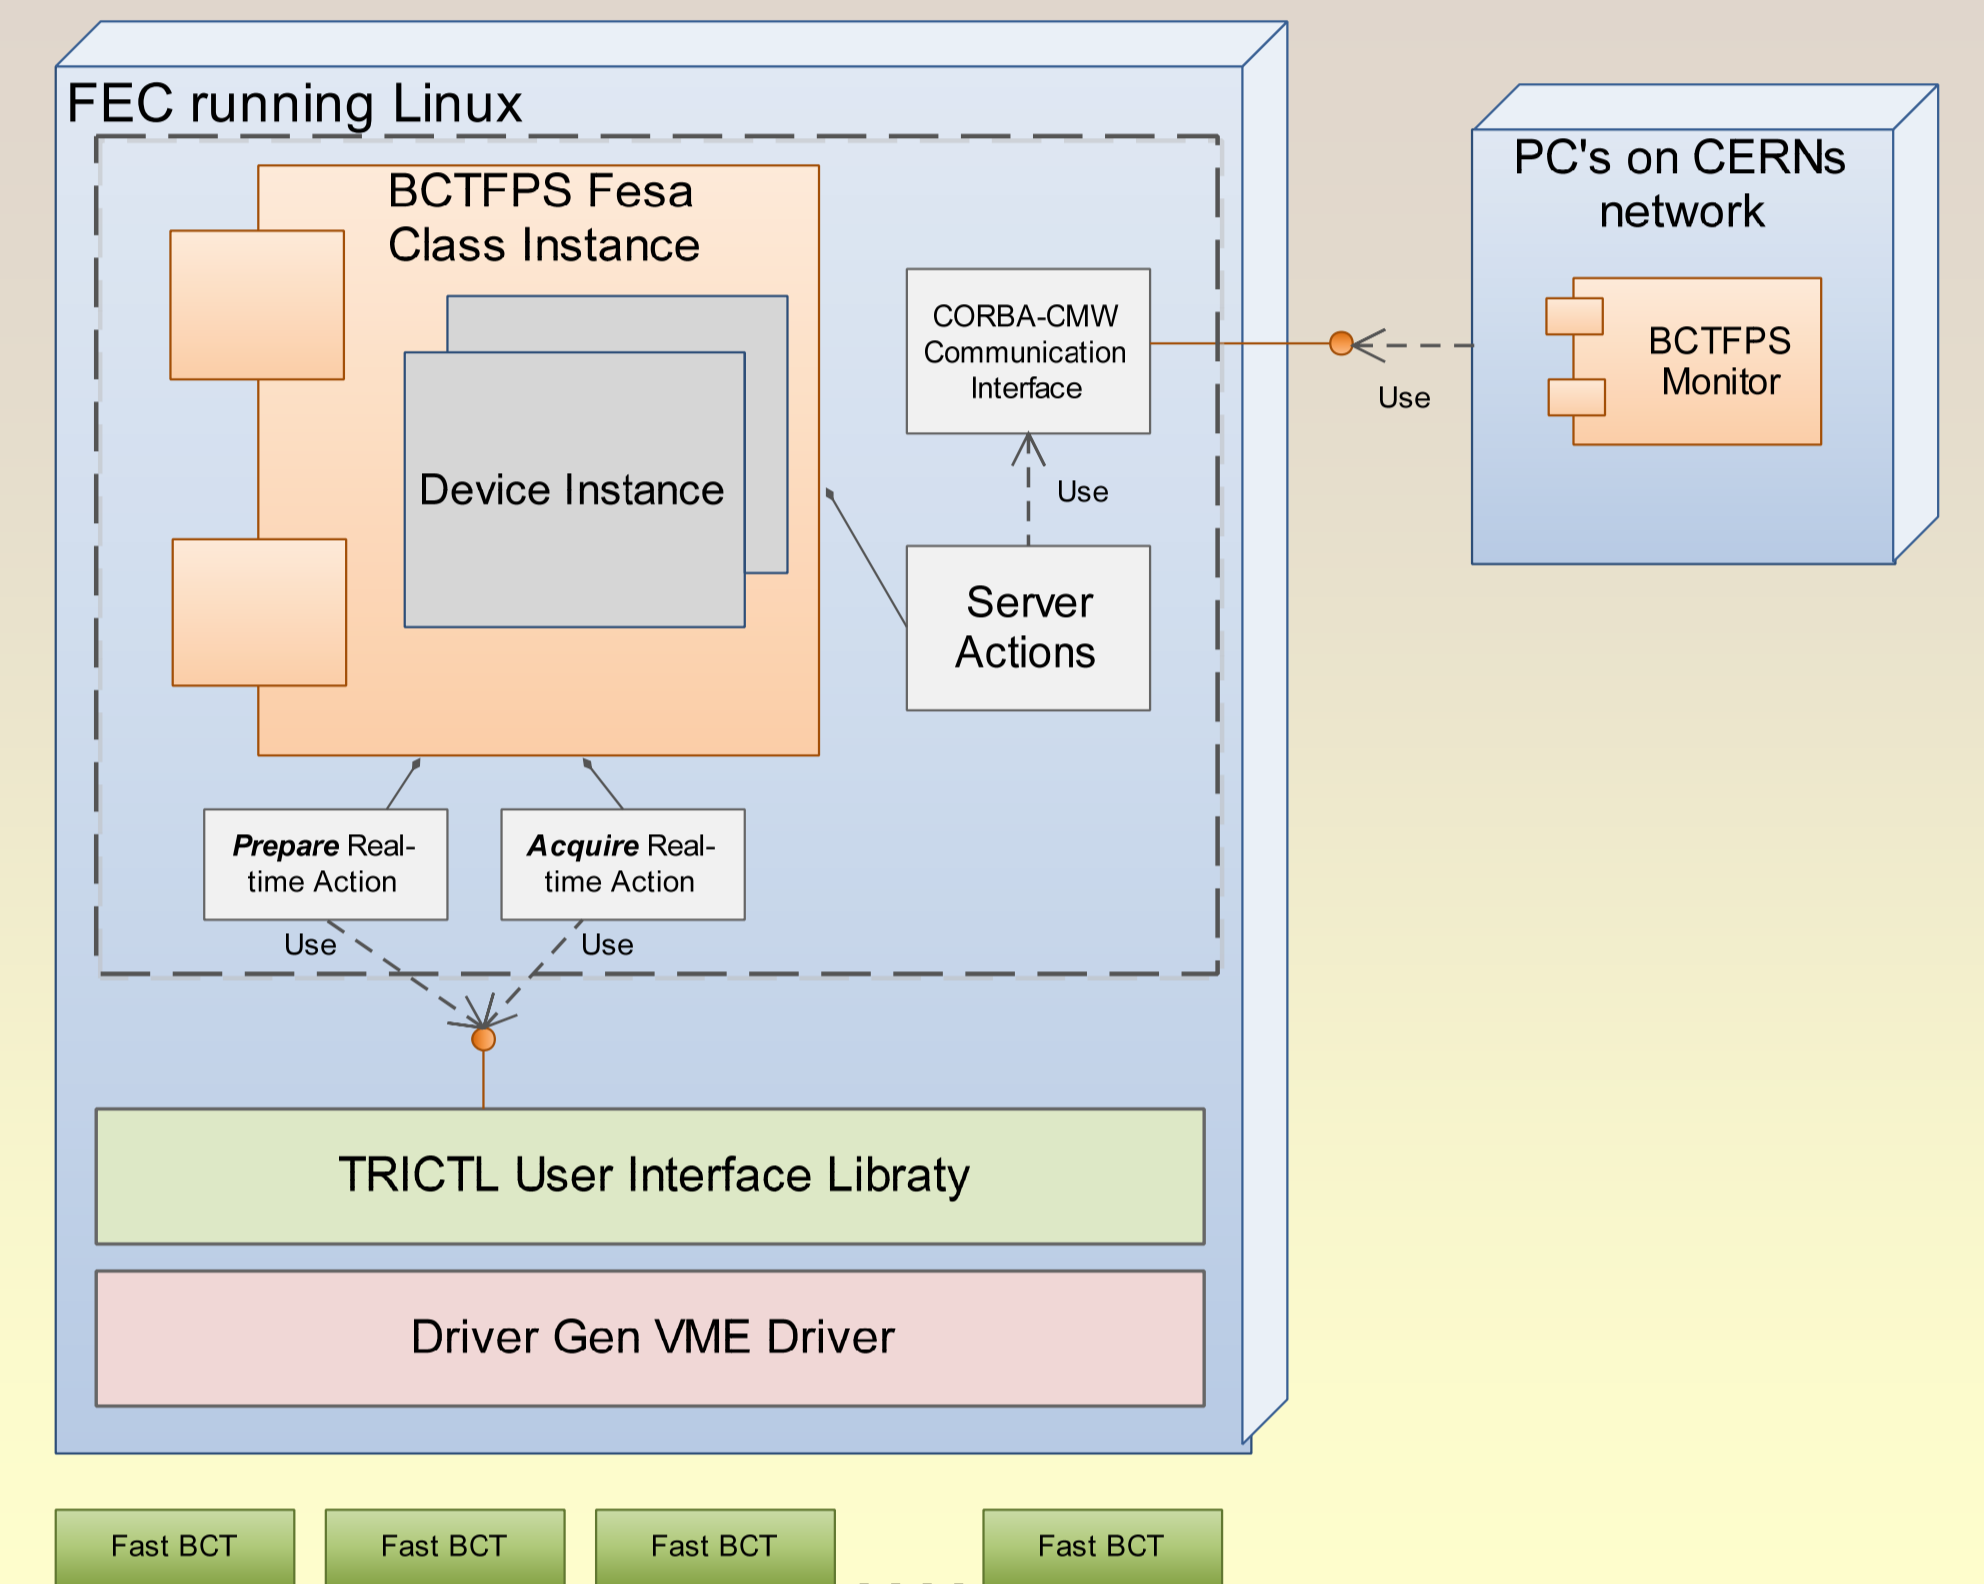 FEC running Linux
BCTFPS Fesa
Class Instance
Device Instance
CORBA-CMW
Communication
Interface
Use
Server
Actions
Prepare Real-
time Action
Acquire Real-
time Action
Use
Use
TRICTL User Interface Libraty
Driver Gen VME Driver
PC's on CERNs
network
BCTFPS
Monitor
Use
Fast BCT
Fast BCT
Fast BCT
Fast BCT